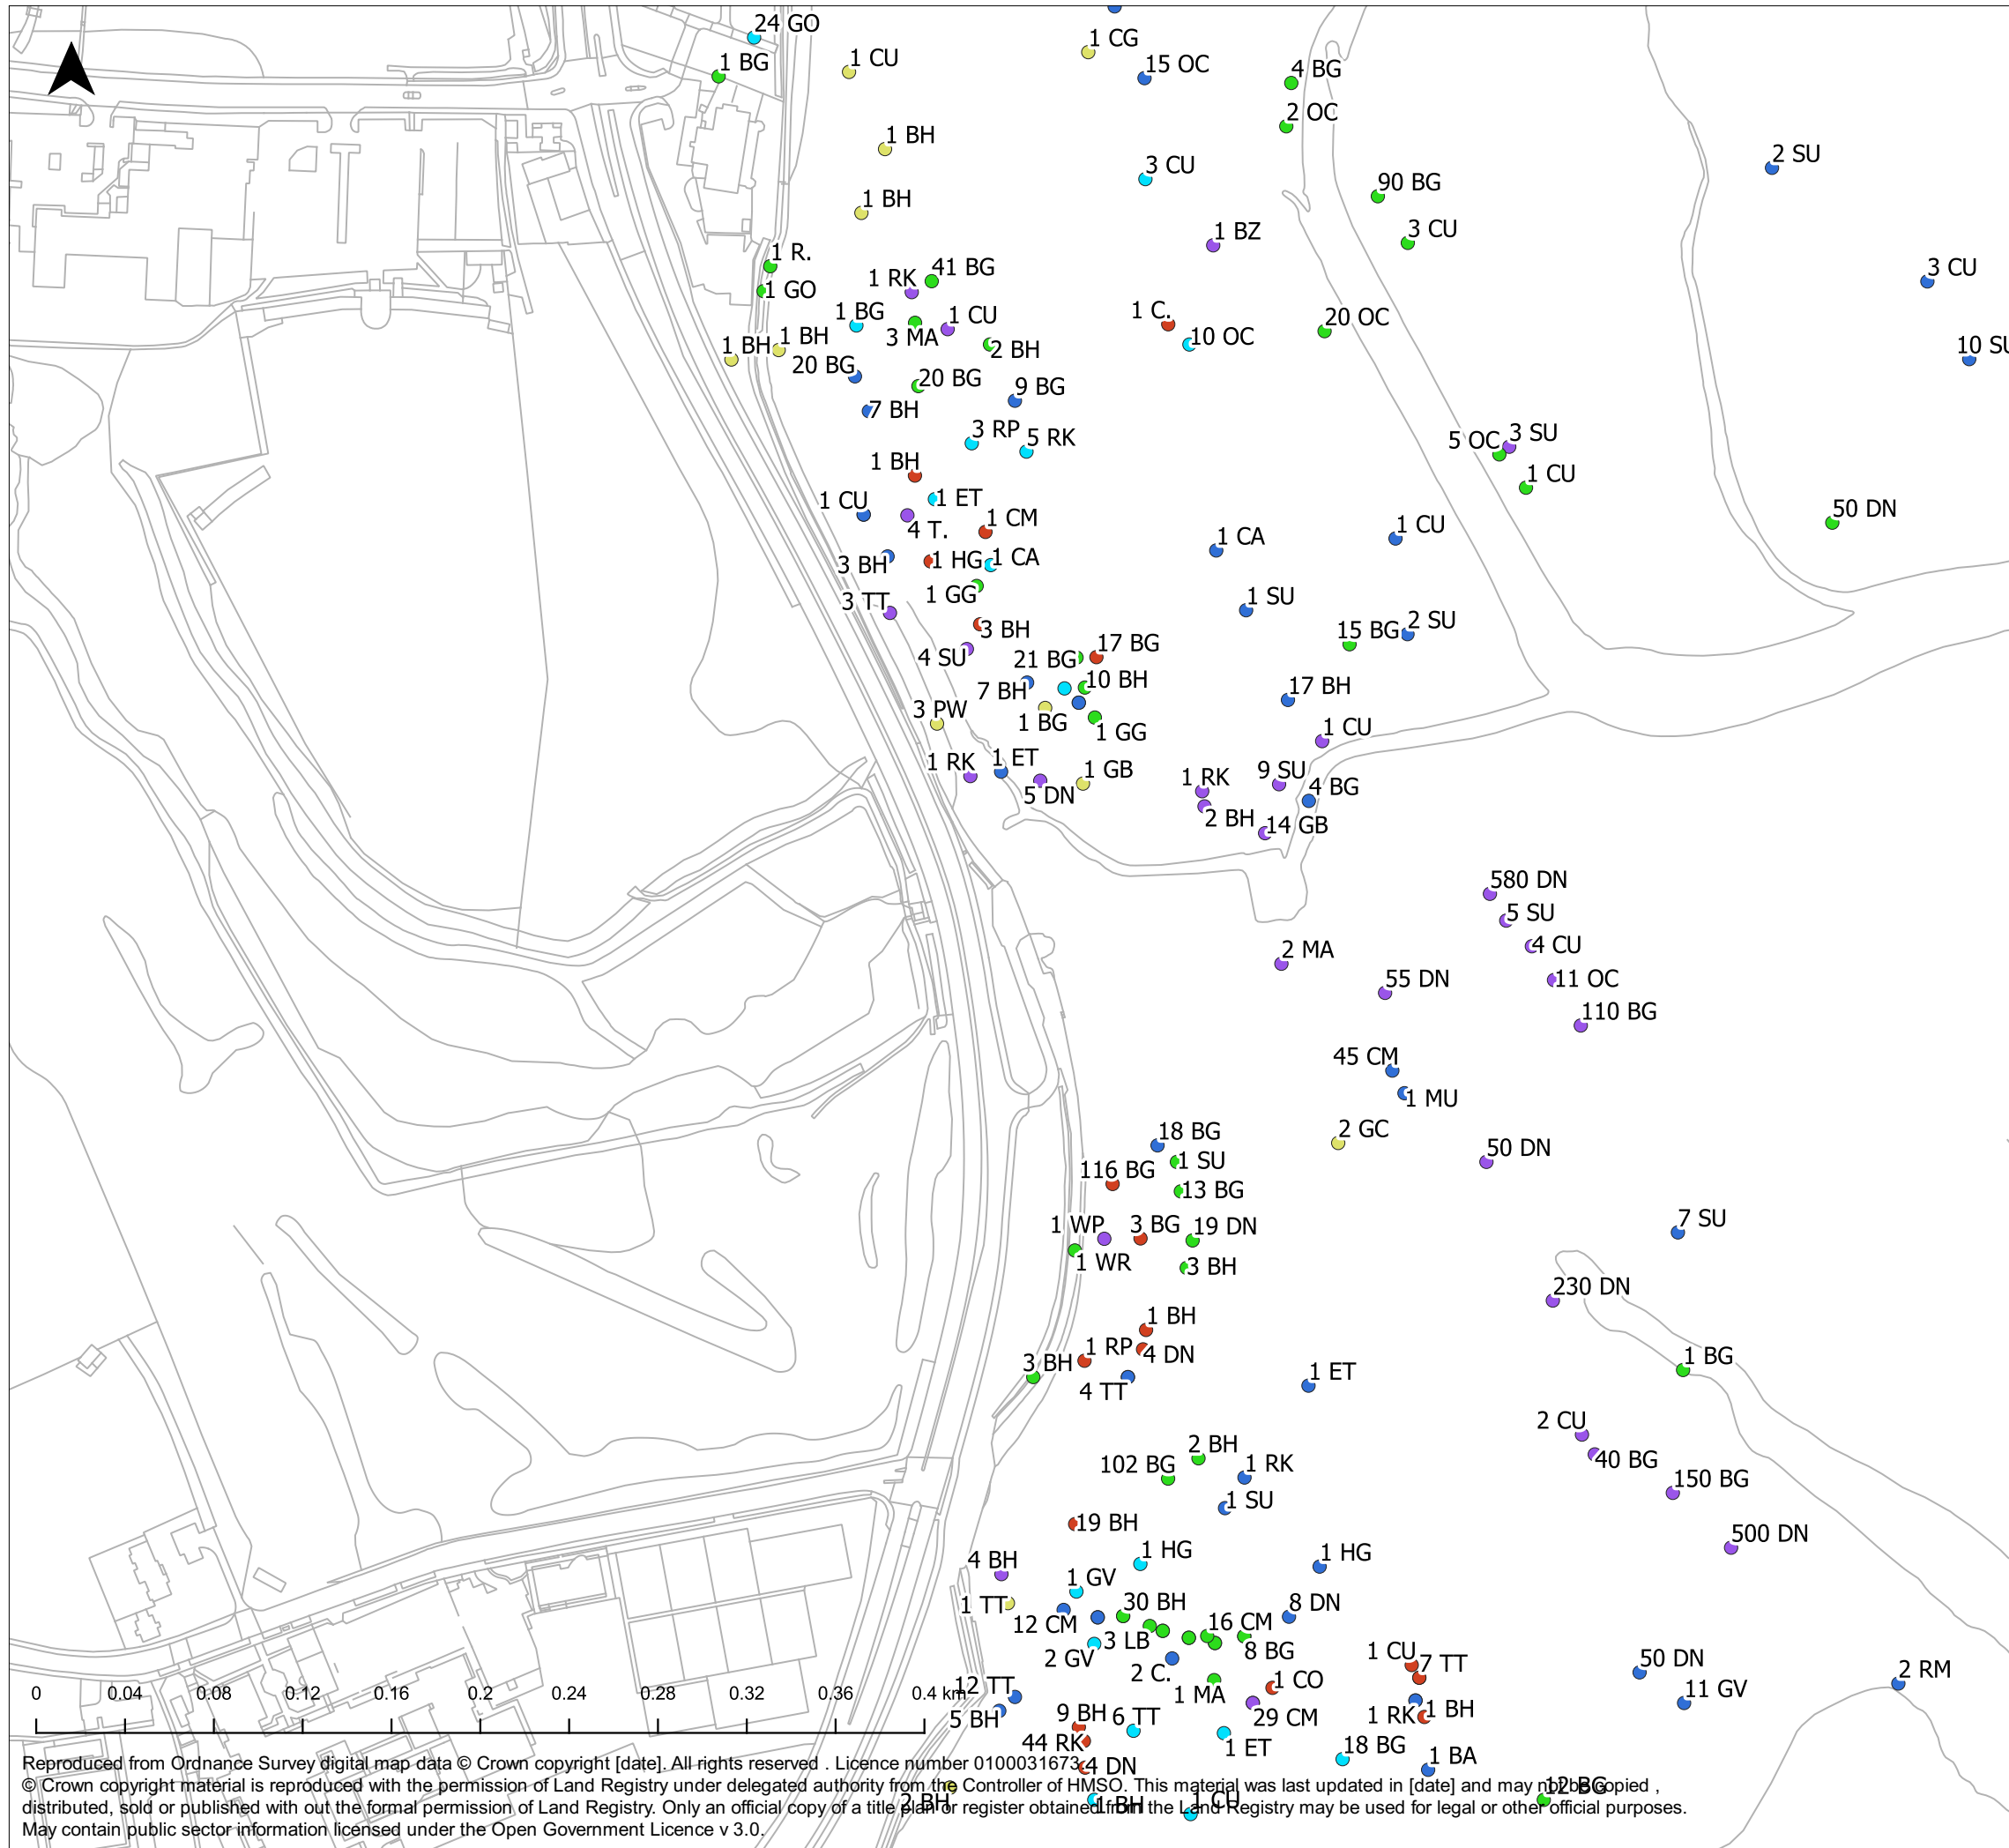 24 GO
1 CG
1 BG
1 CU
15 OC
4 BG
2 OC
1 BH
2 SU
3 CU
90 BG
1 BH
1 BZ
3 CU
1 R.
41 BG
3 CU
1 RK
1 GO
1 BG
1 CU
1 C.
20 OC
3 MA
10 OC
1 BH
1 BH
2 BH
10 SU
20 BG
20 BG
9 BG
7 BH
3 RP
5 RK
5 OC
3 SU
1 BH
1 CU
1 CU
1 ET
50 DN
4 T.
1 CM
1 CU
1 CA
3 BH
1 HG
1 CA
1 GG
3 TT
1 SU
3 BH
15 BG
2 SU
4 SU
21 BG
17 BG
7 BH
10 BH
17 BH
3 PW
1 BG
1 GG
1 CU
1 RK
1 ET
5 DN
1 GB
1 RK
9 SU
4 BG
2 BH
14 GB
580 DN
5 SU
4 CU
2 MA
55 DN
11 OC
110 BG
45 CM
1 MU
18 BG
2 GC
50 DN
116 BG
1 SU
13 BG
1 WP
3 BG
19 DN
7 SU
1 WR
3 BH
230 DN
1 BH
1 RP
4 DN
3 BH
4 TT
1 ET
1 BG
2 CU
2 BH
102 BG
1 RK
40 BG
150 BG
1 SU
19 BH
500 DN
4 BH
1 HG
1 HG
1 GV
1 TT
30 BH
12 CM
16 CM
8 DN
3 LB
2 GV
8 BG
2 C.
1 CU
7 TT
50 DN
12 TT
1 MA
1 CO
2 RM
11 GV
5 BH
9 BH
6 TT
29 CM
1 RK
1 BH
44 RK
1 ET
18 BG
1 BA
4 DN
12 BG
2 BH
1 BH
1 CU
0 0.04 0.08 0.12 0.16 0.2 0.24 0.28 0.32 0.36 0.4 km
Reproduced from Ordnance Survey digital map data © Crown copyright [date]. All rights reserved . Licence number 0100031673.
© Crown copyright material is reproduced with the permission of Land Registry under delegated authority from the Controller of HMSO. This material was last updated in [date] and may not be copied ,
distributed, sold or published with out the formal permission of Land Registry. Only an official copy of a title plan or register obtained from the Land Registry may be used for legal or other official purposes.
May contain public sector information licensed under the Open Government Licence v 3.0.